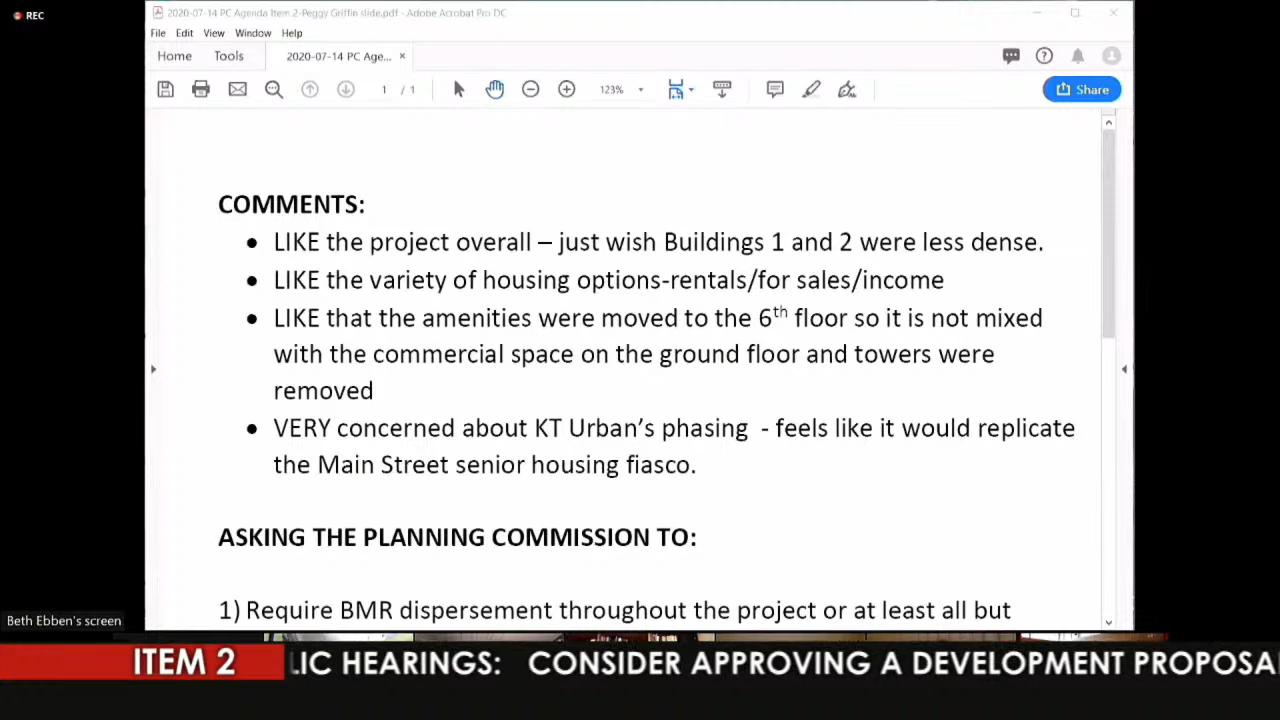 REC
2020-07-14 PC Agenda Item 2-Peggy Griffin slide.pdf - Adobe Acrobat Pro DC
File Edit View Window Help
Home Tools 2020-07-14 PC Age... ×
1 / 1 123% Share
COMMENTS:
• LIKE the project overall – just wish Buildings 1 and 2 were less dense.
• LIKE the variety of housing options-rentals/for sales/income
• LIKE that the amenities were moved to the 6th floor so it is not mixed
with the commercial space on the ground floor and towers were
removed
• VERY concerned about KT Urban’s phasing - feels like it would replicate
the Main Street senior housing fiasco.
ASKING THE PLANNING COMMISSION TO:
1) Require BMR dispersement throughout the project or at least all but
Beth Ebben's screen
ITEM 2 LIC HEARINGS: CONSIDER APPROVING A DEVELOPMENT PROPOSA